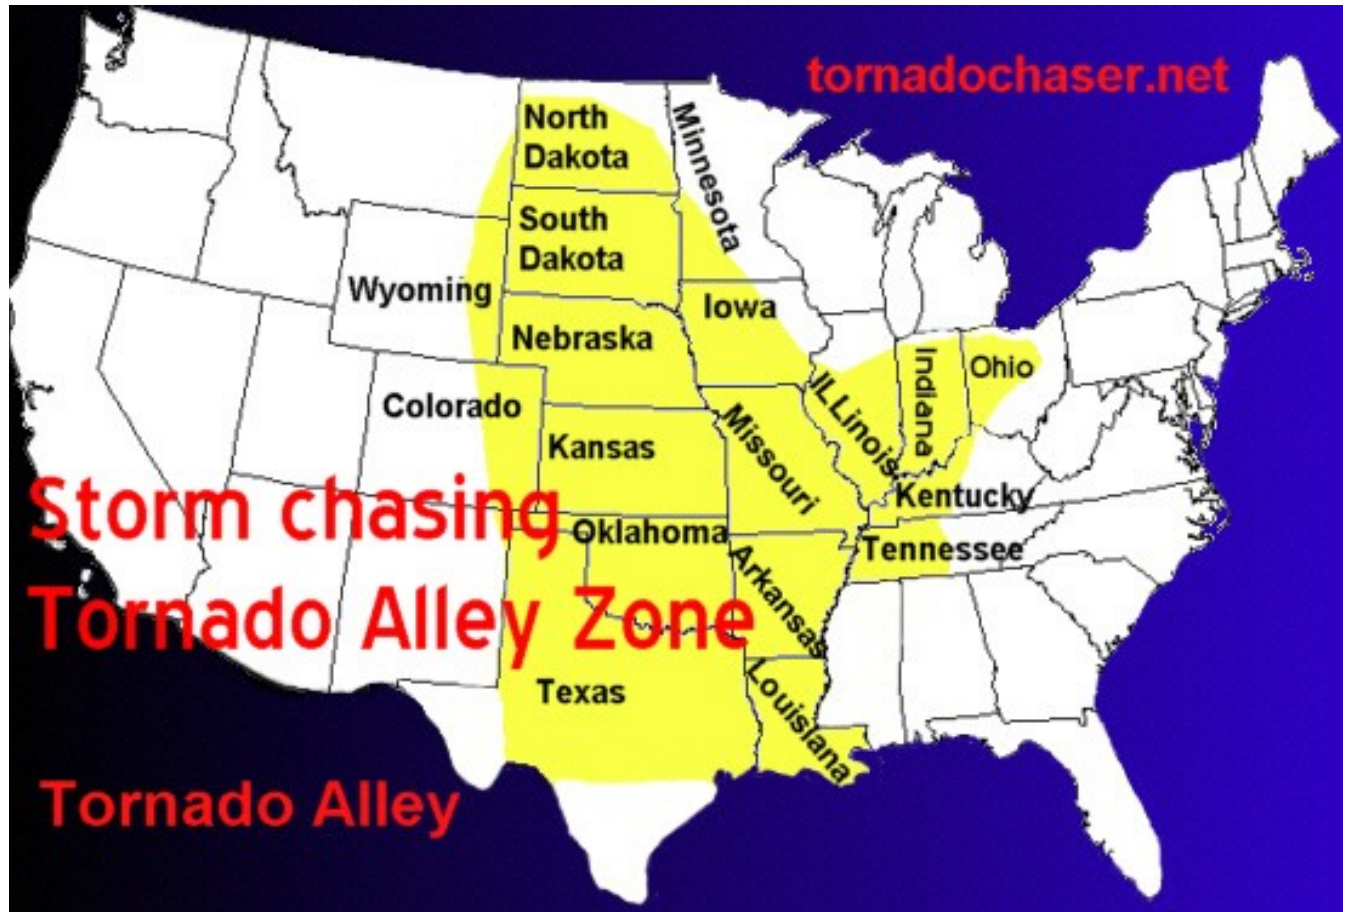 tornadochaser.net
North
Dakota
Minnesota
South
Dakota
Wyoming
Iowa
Nebraska
Indiana
Ohio
ILLinois
Colorado
Missouri
Kansas
Kentucky
Storm chasing
Oklahoma
Tennessee
Arkansas
Tornado Alley Zone
Texas
Louisiana
Tornado Alley